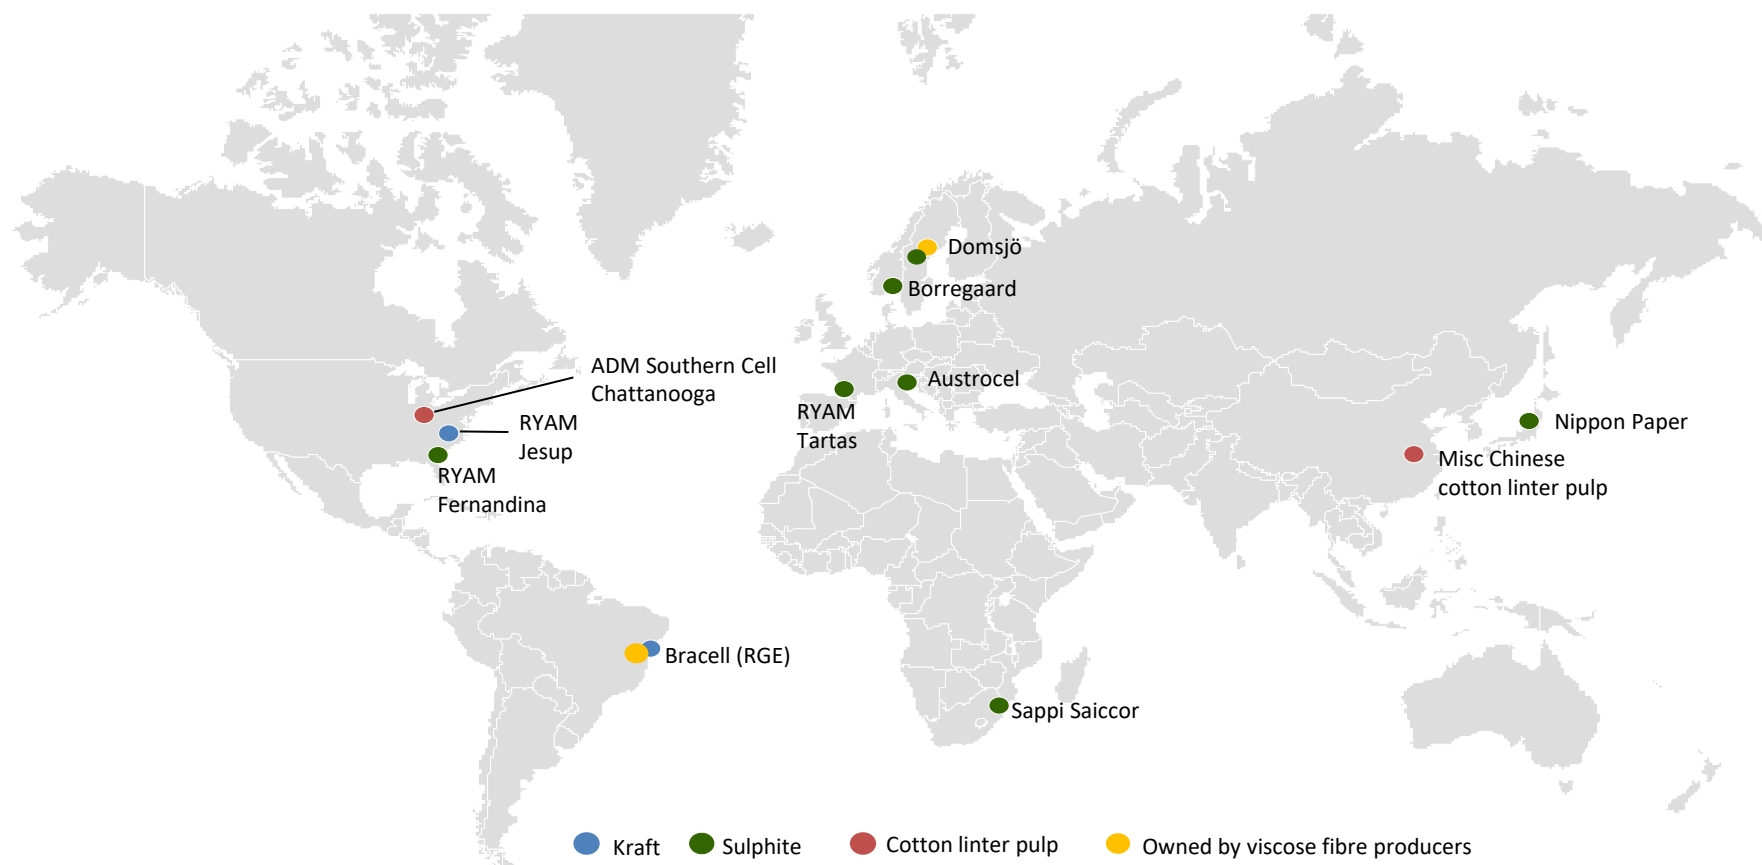 Domsjö
Borregaard
ADM Southern Cell
Chattanooga
Austrocel
RYAM
Tartas
RYAM
Jesup
Nippon Paper
Misc Chinese
cotton linter pulp
RYAM
Fernandina
Bracell (RGE)
Sappi Saiccor
Kraft
Sulphite
Cotton linter pulp
Owned by viscose fibre producers